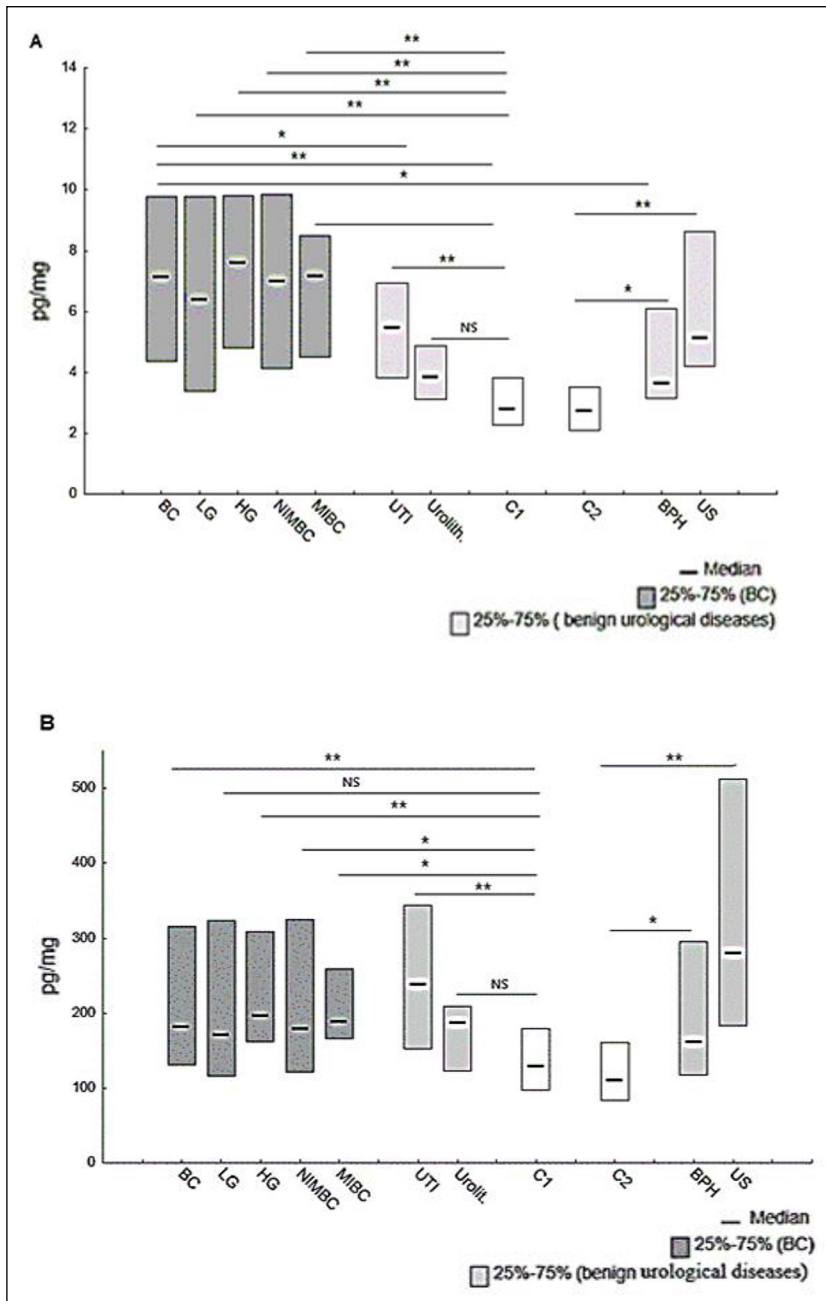 A
**
14
**
**
12
**
*
**
10
*
**
8
pg/mg
**
6
*
NS
4
2
0
BC LG HG NIMBC MIBC UTI Urolith. C1 C2 BPH US
Median
25%-75% (BC)
25%-75% ( benign urological diseases)
B
**
**
500
NS
**
*
400
*
**
300
*
pg/mg
NS
200
100
0
BC LG HG NIMBC MIBC UTI Urolit. C1 C2 BPH US
Median
25%-75% (BC)
25%-75% (benign urological diseases)